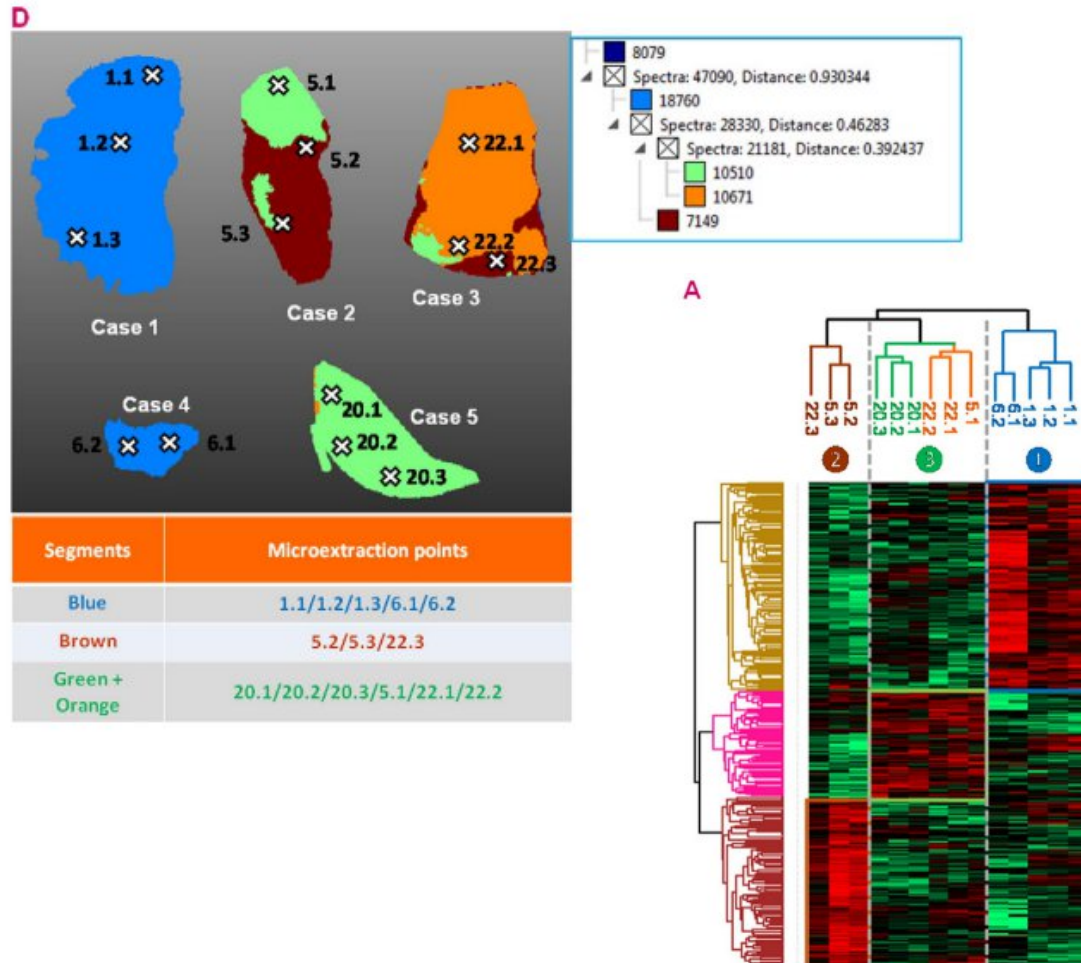 D
1.1
1.2
1.3
Case 1
5.1
5.2
5.3
Case 2
22.1
22.2
22.3
Case 3
Case 4
6.2
6.1
Case 5
20.1
20.2
20.3
8079
Spectra: 47090, Distance: 0.930344
18760
Spectra: 28330, Distance: 0.46283
Spectra: 21181, Distance: 0.392437
10510
10671
7149
Segments Microextraction points
Blue 1.1/1.2/1.3/6.1/6.2
Brown 5.2/5.3/22.3
Green + Orange 20.1/20.2/20.3/5.1/22.1/22.2
A
22.3 5.3 5.2 20.3 20.2 20.1 22.2 22.1 5.1 6.2 6.1 1.3 1.2 1.1
2 3 1